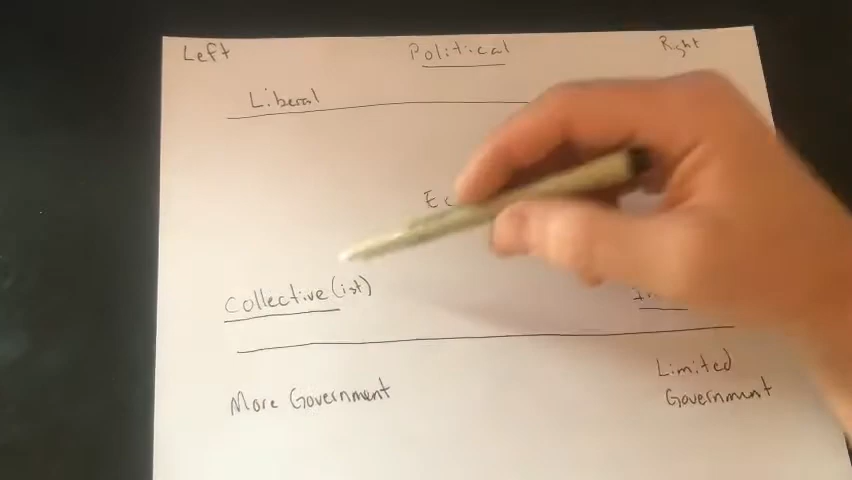 Left Political Right
Liberal
Collective(ist)
More Government
Limited
Government